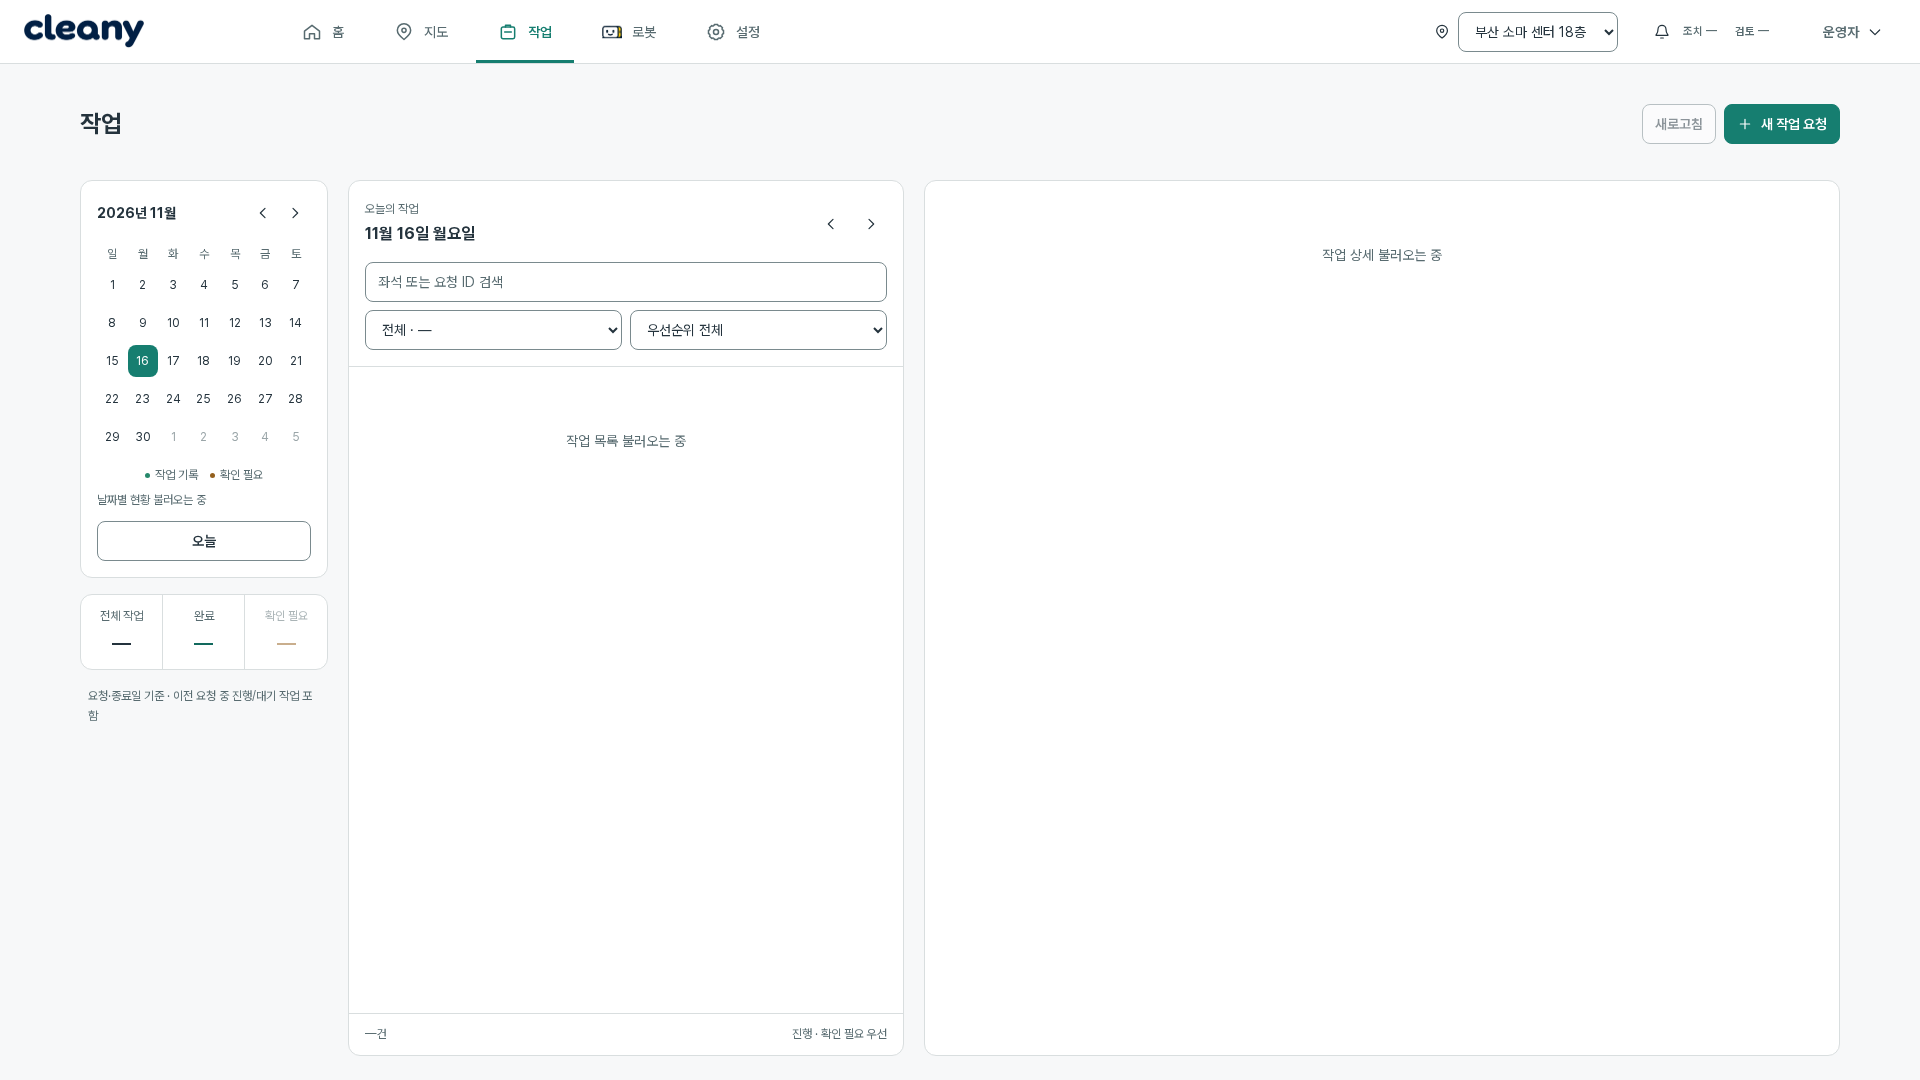 cleany
홈
지도
작업
로봇
설정
부산 소마 센터 18층
조치 —
검토 —
운영자
작업
새로고침
새 작업 요청
2026년 11월
일 월 화 수 목 금 토
1 2 3 4 5 6 7
8 9 10 11 12 13 14
15 16 17 18 19 20 21
22 23 24 25 26 27 28
29 30 1 2 3 4 5
작업 기록 확인 필요
날짜별 현황 불러오는 중
오늘
전체 작업
—
완료
—
확인 필요
—
요청·종료일 기준 · 이전 요청 중 진행/대기 작업 포
함
오늘의 작업
11월 16일 월요일
좌석 또는 요청 ID 검색
전체 · —
우선순위 전체
작업 목록 불러오는 중
—건
진행 · 확인 필요 우선
작업 상세 불러오는 중